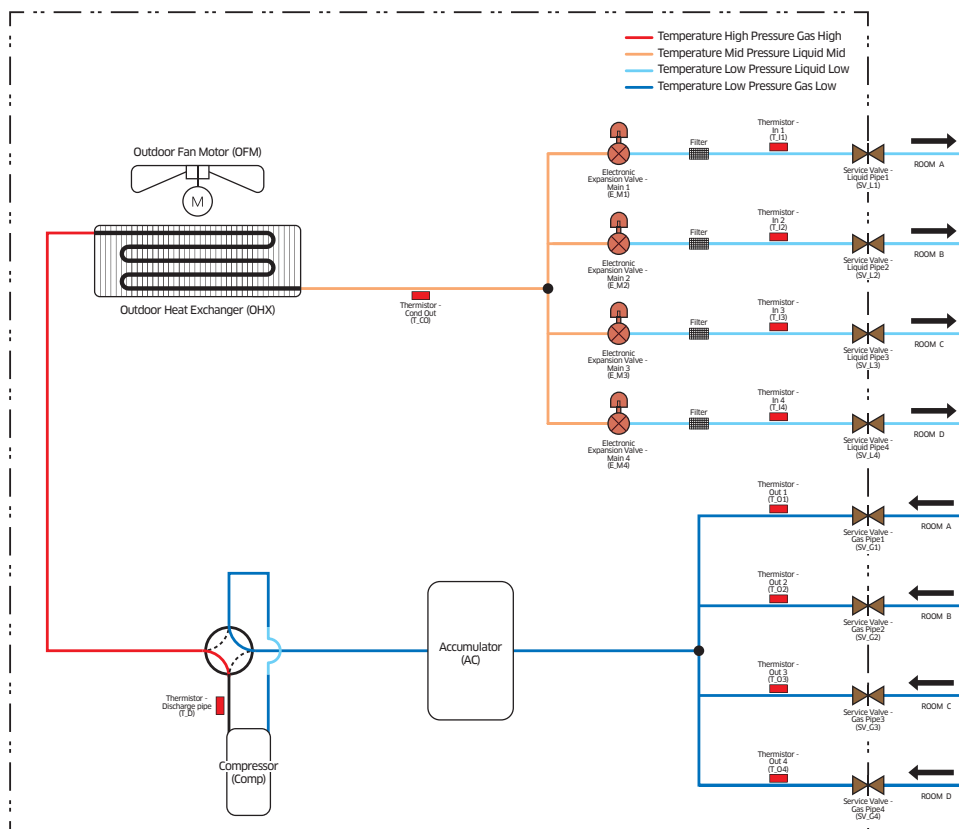 Temperature High Pressure Gas High
Temperature Mid Pressure Liquid Mid
Temperature Low Pressure Liquid Low
Temperature Low Pressure Gas Low
Outdoor Fan Motor (OFM)
M
Outdoor Heat Exchanger (OHX)
Thermistor -
Cond Out
(T_CO)
Electronic
Expansion Valve -
Main 1
(E_M1)
Filter
Thermistor -
In 1
(T_I1)
Service Valve -
Liquid Pipe1
(SV_L1)
ROOM A
Electronic
Expansion Valve -
Main 2
(E_M2)
Filter
Thermistor -
In 2
(T_I2)
Service Valve -
Liquid Pipe2
(SV_L2)
ROOM B
Electronic
Expansion Valve -
Main 3
(E_M3)
Filter
Thermistor -
In 3
(T_I3)
Service Valve -
Liquid Pipe3
(SV_L3)
ROOM C
Electronic
Expansion Valve -
Main 4
(E_M4)
Filter
Thermistor -
In 4
(T_I4)
Service Valve -
Liquid Pipe4
(SV_L4)
ROOM D
Thermistor -
Out 1
(T_O1)
Service Valve -
Gas Pipe1
(SV_G1)
ROOM A
Thermistor -
Out 2
(T_O2)
Service Valve -
Gas Pipe2
(SV_G2)
ROOM B
Thermistor -
Out 3
(T_O3)
Service Valve -
Gas Pipe3
(SV_G3)
ROOM C
Thermistor -
Out 4
(T_O4)
Service Valve -
Gas Pipe4
(SV_G4)
ROOM D
Accumulator
(AC)
Thermistor -
Discharge pipe
(T_D)
Compressor
(Comp)